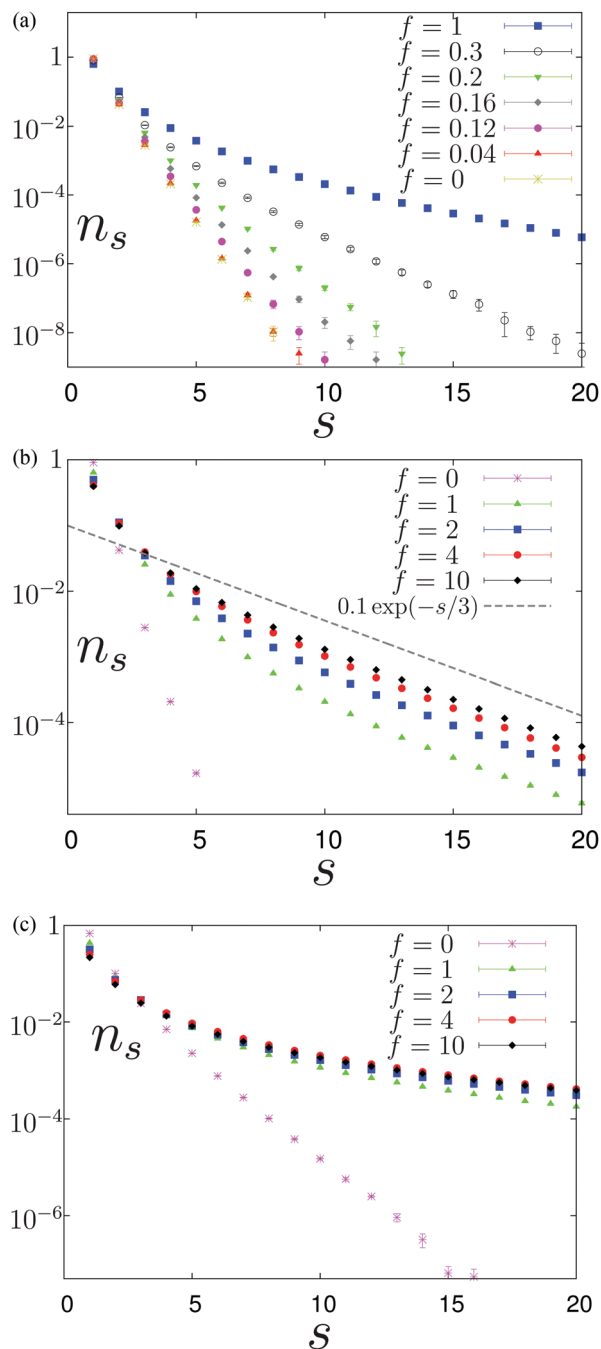 (a)
f = 1
f = 0.3
f = 0.2
f = 0.16
f = 0.12
f = 0.04
f = 0
1
10⁻²
10⁻⁴
10⁻⁶
10⁻⁸
nₛ
0 5 10 15 20
s
(b)
f = 0
f = 1
f = 2
f = 4
f = 10
0.1 exp(−s/3)
1
10⁻²
10⁻⁴
nₛ
0 5 10 15 20
s
(c)
f = 0
f = 1
f = 2
f = 4
f = 10
1
10⁻²
10⁻⁴
10⁻⁶
nₛ
0 5 10 15 20
s